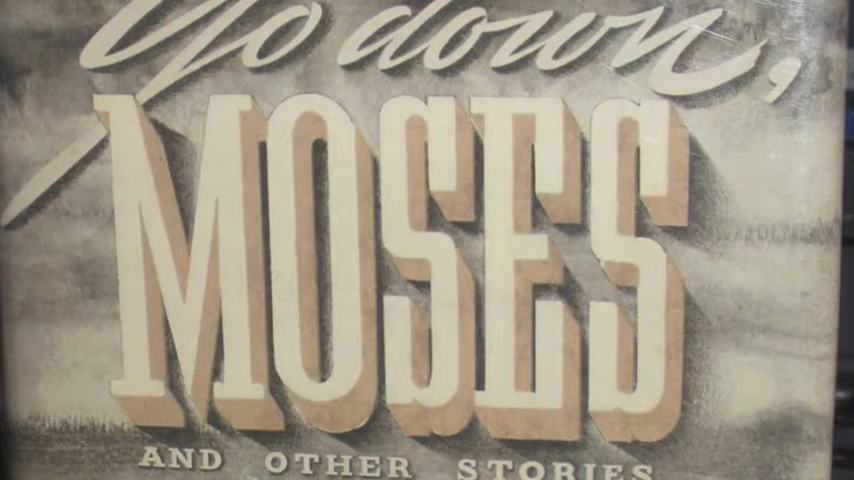 Go down,
MOSES
AND OTHER STORIES